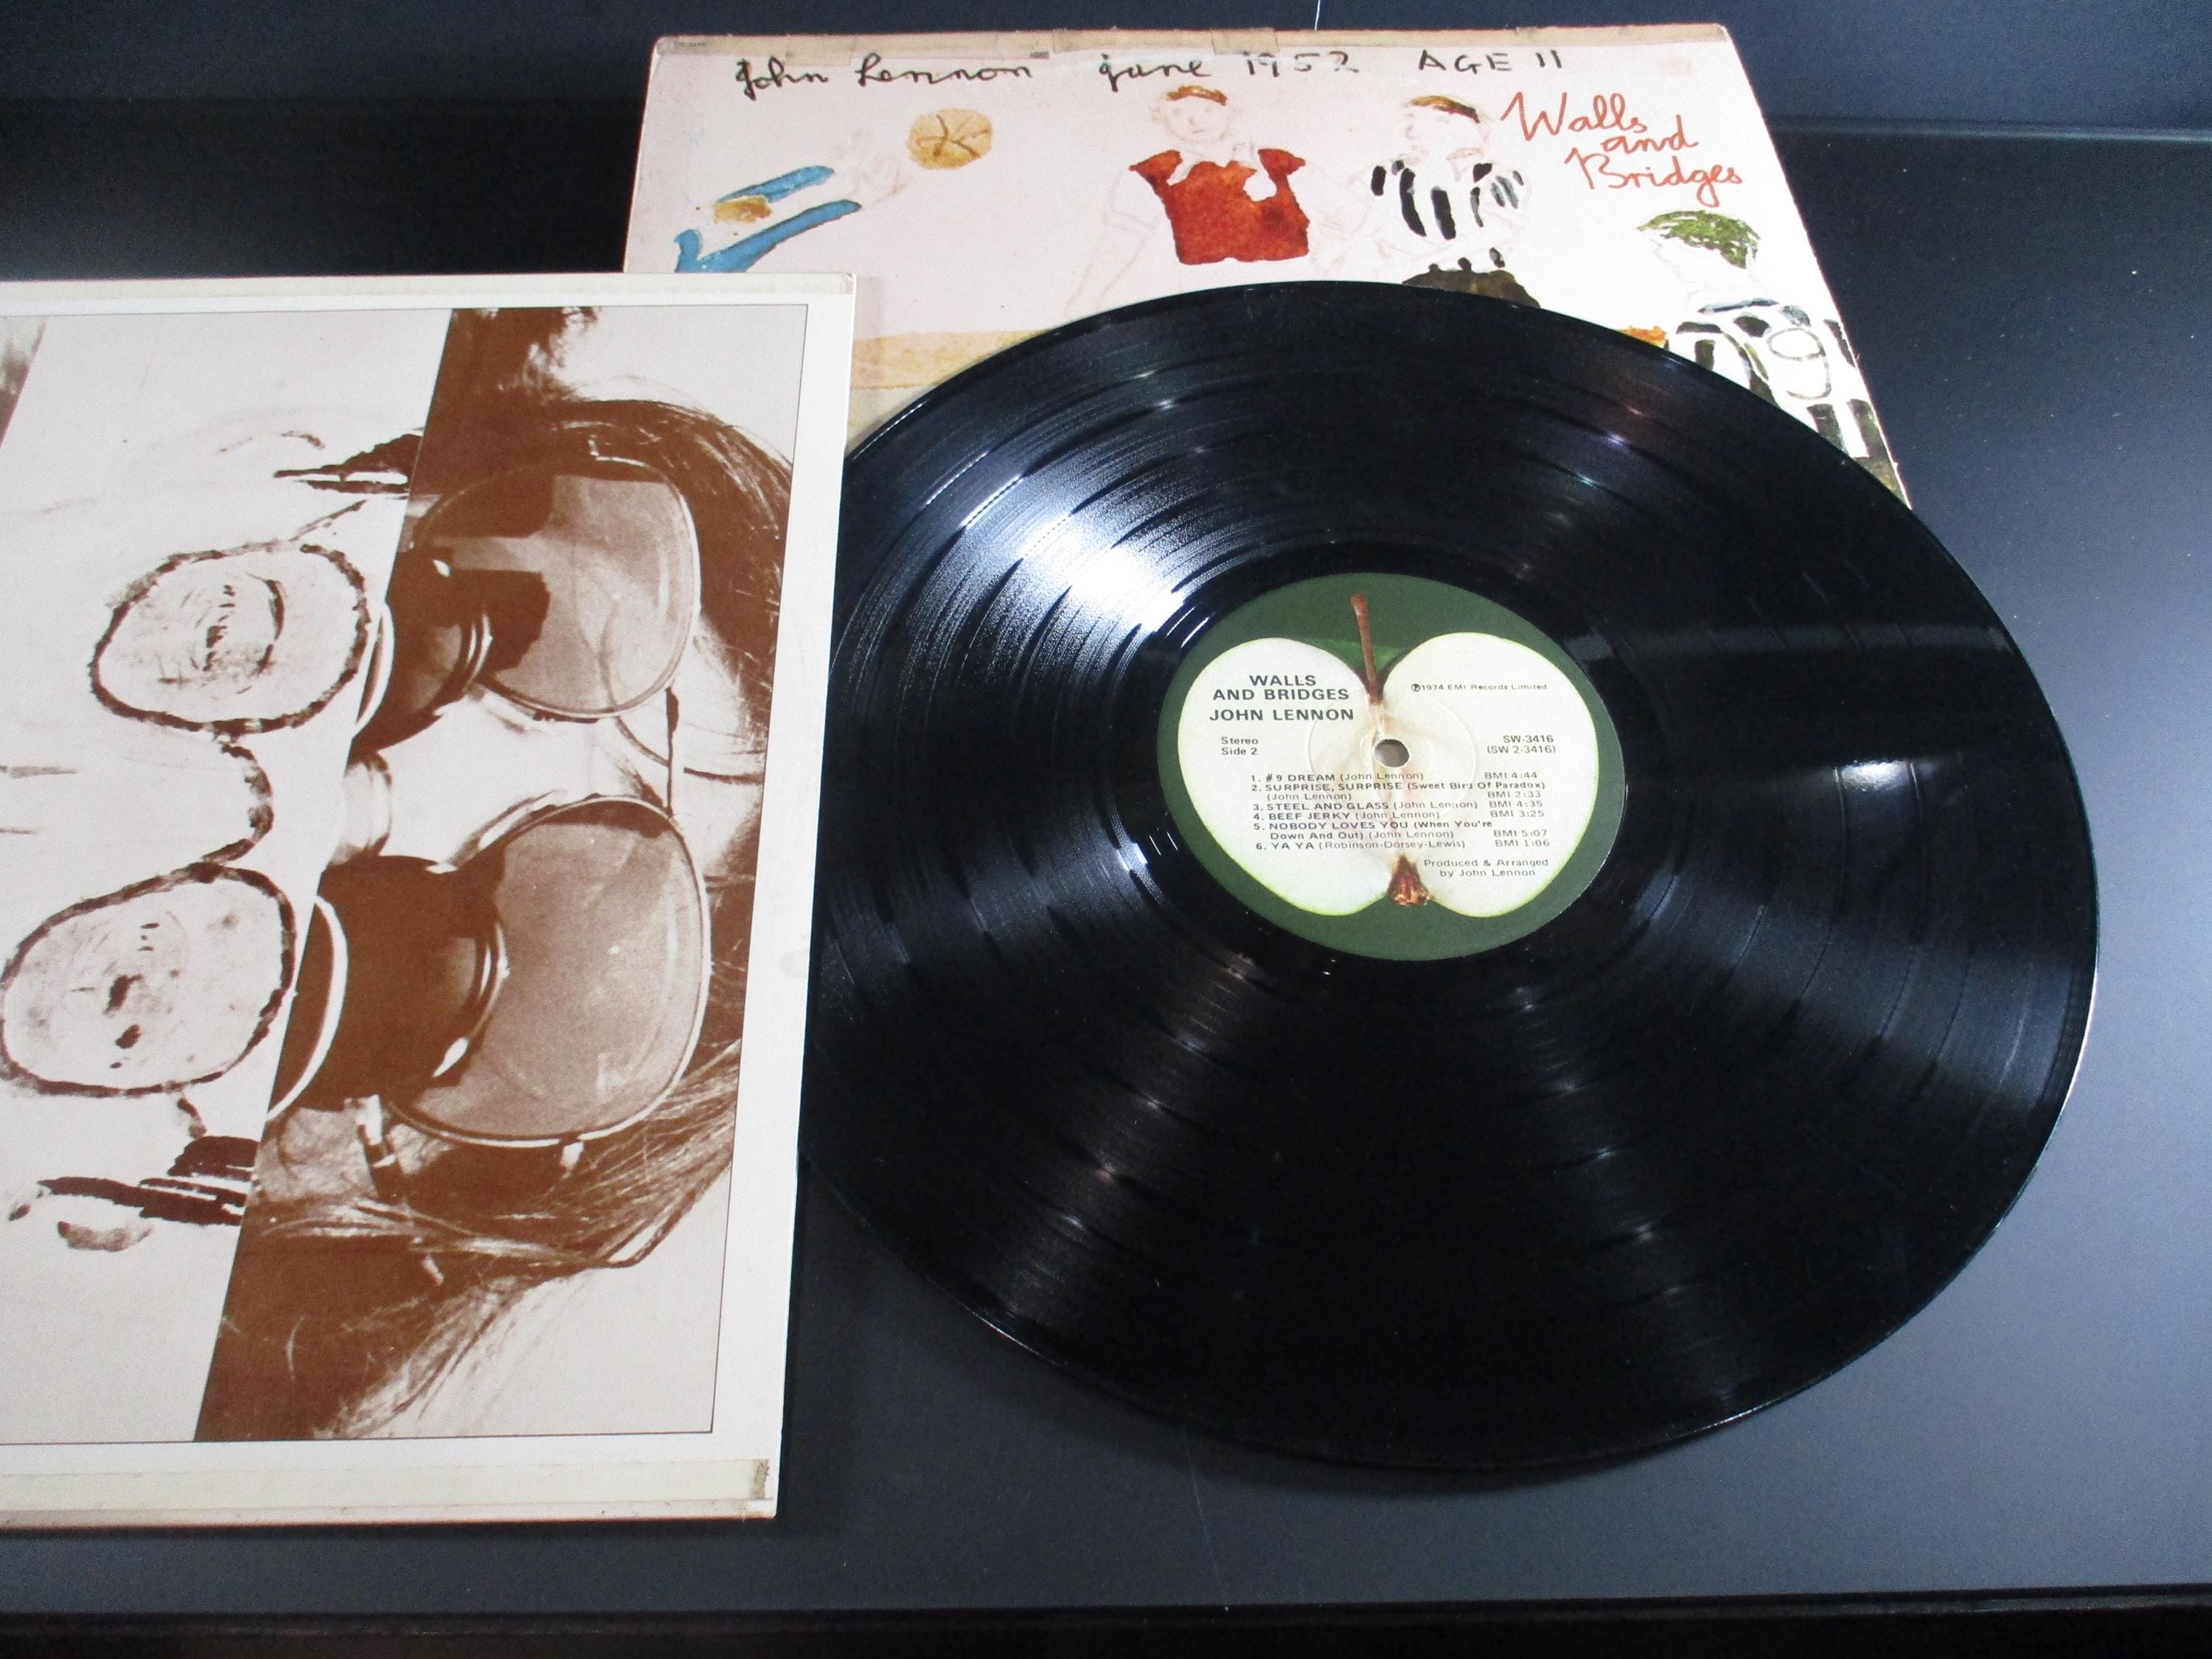 John Lennon June 1952 AGE 11
Walls
and
Bridges
WALLS
AND BRIDGES
JOHN LENNON
℗1974 EMI Records Limited
Stereo
Side 2
SW-3416
(SW 2-3416)
1. #9 DREAM (John Lennon) BMI 4:44
2. SURPRISE, SURPRISE (Sweet Bird Of Paradox)
(John Lennon) BMI 2:33
3. STEEL AND GLASS (John Lennon) BMI 4:35
4. BEEF JERKY (John Lennon) BMI 3:25
5. NOBODY LOVES YOU (When You're
Down And Out) (John Lennon) BMI 5:07
6. YA YA (Robinson-Dorsey-Lewis) BMI 1:06
Produced & Arranged
by John Lennon